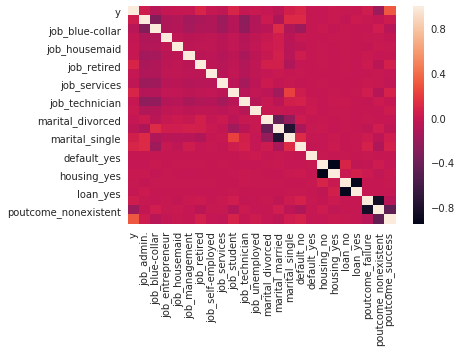 y
job_blue-collar
job_housemaid
job_retired
job_services
job_technician
marital_divorced
marital_single
default_yes
housing_yes
loan_yes
poutcome_nonexistent
y
job_admin.
job_blue-collar
job_entrepreneur
job_housemaid
job_management
job_retired
job_self-employed
job_services
job_student
job_technician
job_unemployed
marital_divorced
marital_married
marital_single
default_no
default_yes
housing_no
housing_yes
loan_no
loan_yes
poutcome_failure
poutcome_nonexistent
poutcome_success
0.8
0.4
0.0
−0.4
−0.8